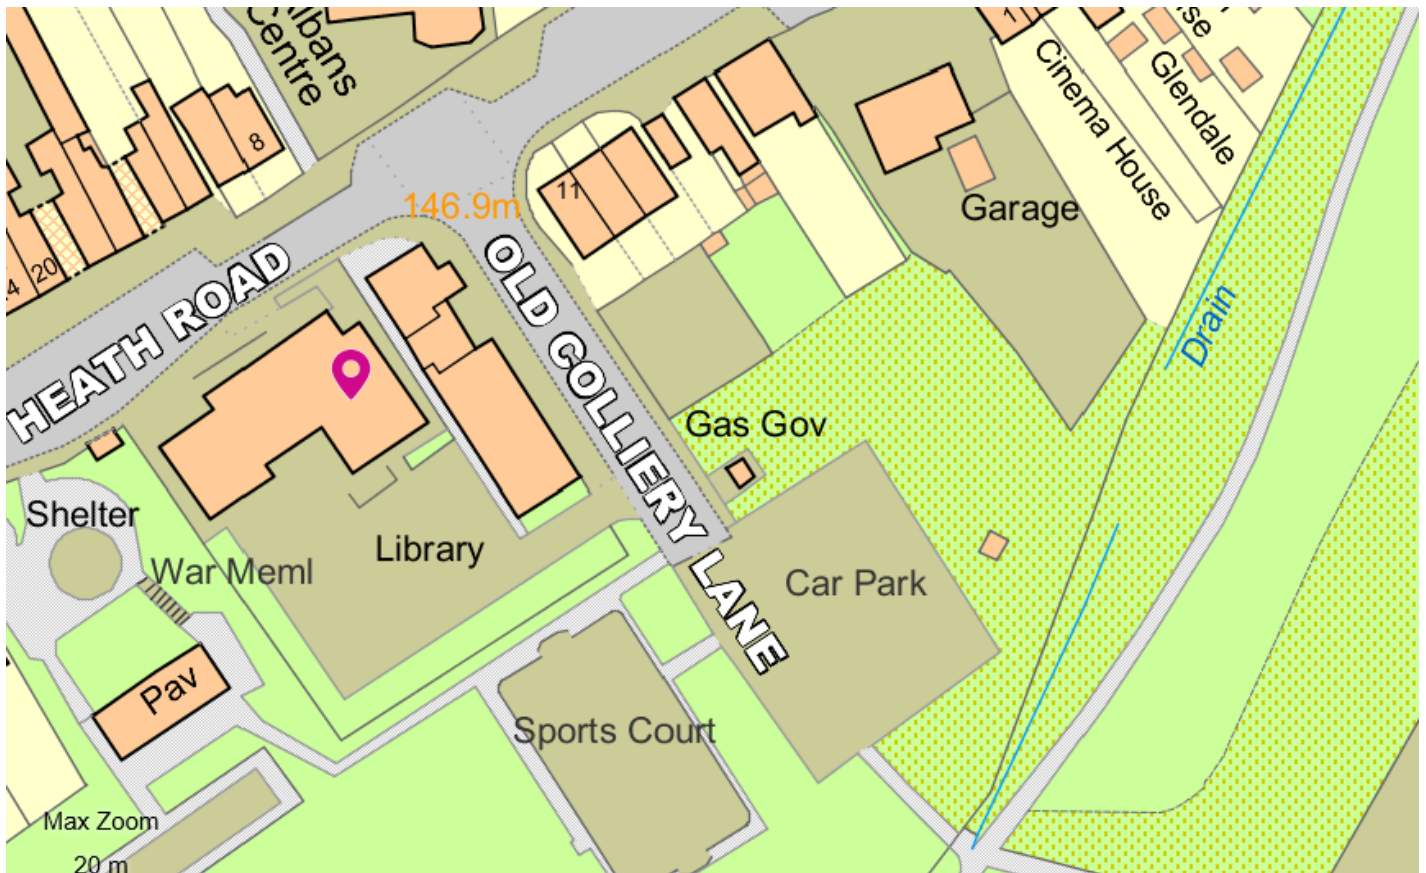 Albans
Centre
8
20
HEATH ROAD
146.9m
11
OLD COLLIERY LANE
Garage
Cinema House
Glendale
Drain
Gas Gov
Shelter
War Meml
Library
Car Park
Pav
Sports Court
Max Zoom
20 m